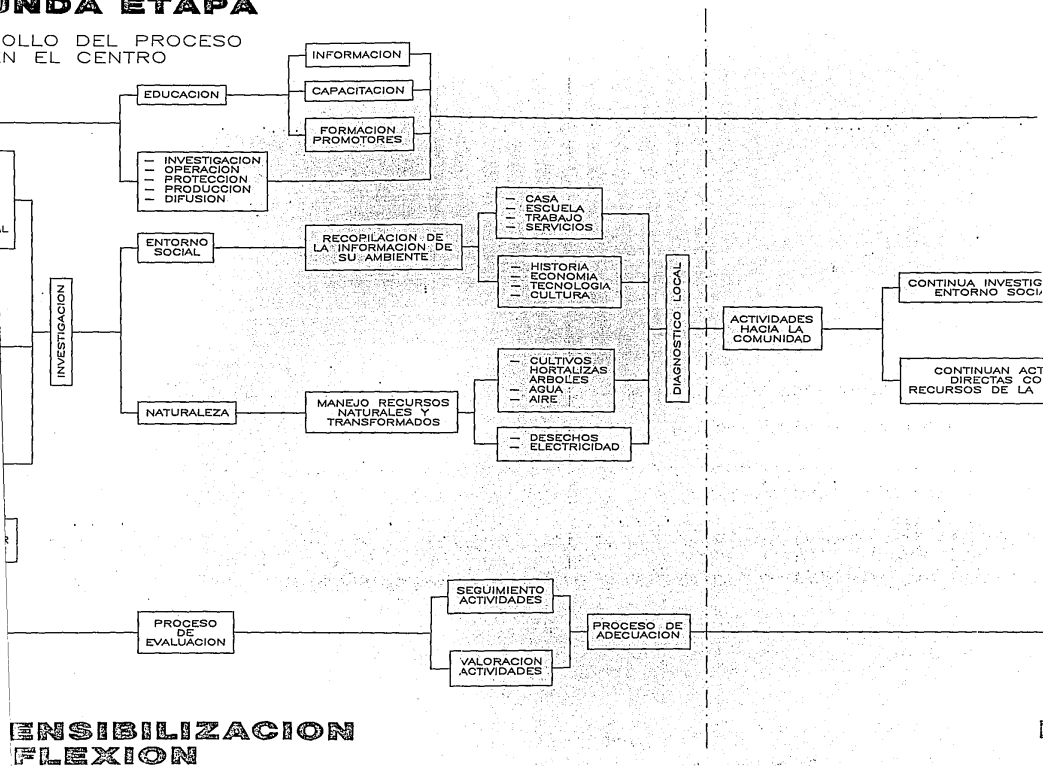 UNDA ETAPA
OLLO DEL PROCESO
EN EL CENTRO
EDUCACION
INFORMACION
CAPACITACION
FORMACION
PROMOTORES
— INVESTIGACION
— OPERACION
— PROTECCION
— PRODUCCION
— DIFUSION
AL
INVESTIGACION
ENTORNO
SOCIAL
RECOPILACION DE
LA INFORMACION DE
SU AMBIENTE
— CASA
— ESCUELA
— TRABAJO
— SERVICIOS
— HISTORIA
— ECONOMIA
— TECNOLOGIA
— CULTURA
NATURALEZA
MANEJO RECURSOS
NATURALES Y
TRANSFORMADOS
— CULTIVOS
HORTALIZAS
ARBOLES
— AGUA
— AIRE
— DESECHOS
— ELECTRICIDAD
DIAGNOSTICO LOCAL
ACTIVIDADES
HACIA LA
COMUNIDAD
CONTINUA INVESTIG
ENTORNO SOCIA
CONTINUAN ACT
DIRECTAS CO
RECURSOS DE LA
R
PROCESO
DE
EVALUACION
SEGUIMIENTO
ACTIVIDADES
VALORACION
ACTIVIDADES
PROCESO DE
ADECUACION
ENSIBILIZACION
FLEXION